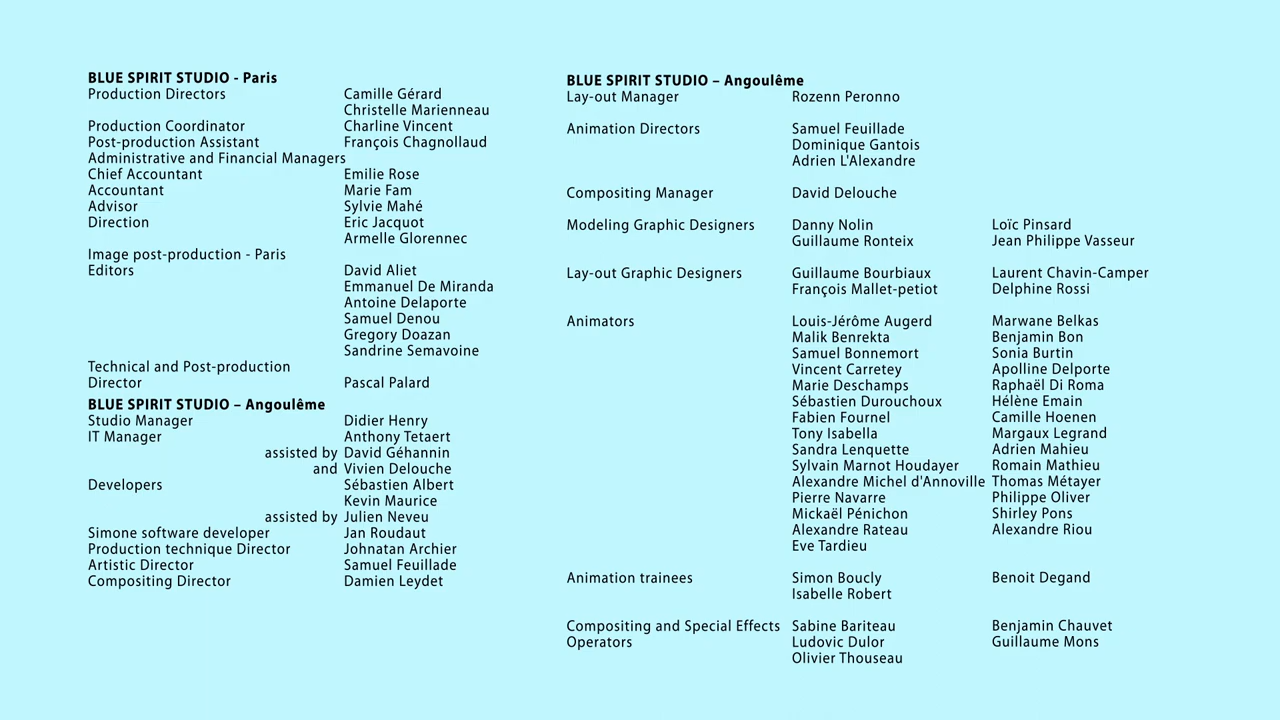 BLUE SPIRIT STUDIO - Paris
Production Directors Camille Gérard
Christelle Marienneau
Production Coordinator Charline Vincent
Post-production Assistant François Chagnollaud
Administrative and Financial Managers
Chief Accountant Emilie Rose
Accountant Marie Fam
Advisor Sylvie Mahé
Direction Eric Jacquot
Armelle Glorennec
Image post-production - Paris
Editors David Aliet
Emmanuel De Miranda
Antoine Delaporte
Samuel Denou
Gregory Doazan
Sandrine Semavoine
Technical and Post-production
Director Pascal Palard
BLUE SPIRIT STUDIO – Angoulême
Studio Manager Didier Henry
IT Manager Anthony Tetaert
assisted by David Géhannin
and Vivien Delouche
Developers Sébastien Albert
Kevin Maurice
assisted by Julien Neveu
Simone software developer Jan Roudaut
Production technique Director Johnatan Archier
Artistic Director Samuel Feuillade
Compositing Director Damien Leydet
BLUE SPIRIT STUDIO – Angoulême
Lay-out Manager Rozenn Peronno
Animation Directors Samuel Feuillade
Dominique Gantois
Adrien L'Alexandre
Compositing Manager David Delouche
Modeling Graphic Designers Danny Nolin Loïc Pinsard
Guillaume Ronteix Jean Philippe Vasseur
Lay-out Graphic Designers Guillaume Bourbiaux Laurent Chavin-Camper
François Mallet-petiot Delphine Rossi
Animators Louis-Jérôme Augerd Marwane Belkas
Malik Benrekta Benjamin Bon
Samuel Bonnemort Sonia Burtin
Vincent Carretey Apolline Delporte
Marie Deschamps Raphaël Di Roma
Sébastien Durouchoux Hélène Emain
Fabien Fournel Camille Hoenen
Tony Isabella Margaux Legrand
Sandra Lenquette Adrien Mahieu
Sylvain Marnot Houdayer Romain Mathieu
Alexandre Michel d'Annoville Thomas Métayer
Pierre Navarre Philippe Oliver
Mickaël Pénichon Shirley Pons
Alexandre Rateau Alexandre Riou
Eve Tardieu
Animation trainees Simon Boucly Benoit Degand
Isabelle Robert
Compositing and Special Effects Sabine Bariteau Benjamin Chauvet
Operators Ludovic Dulor Guillaume Mons
Olivier Thouseau